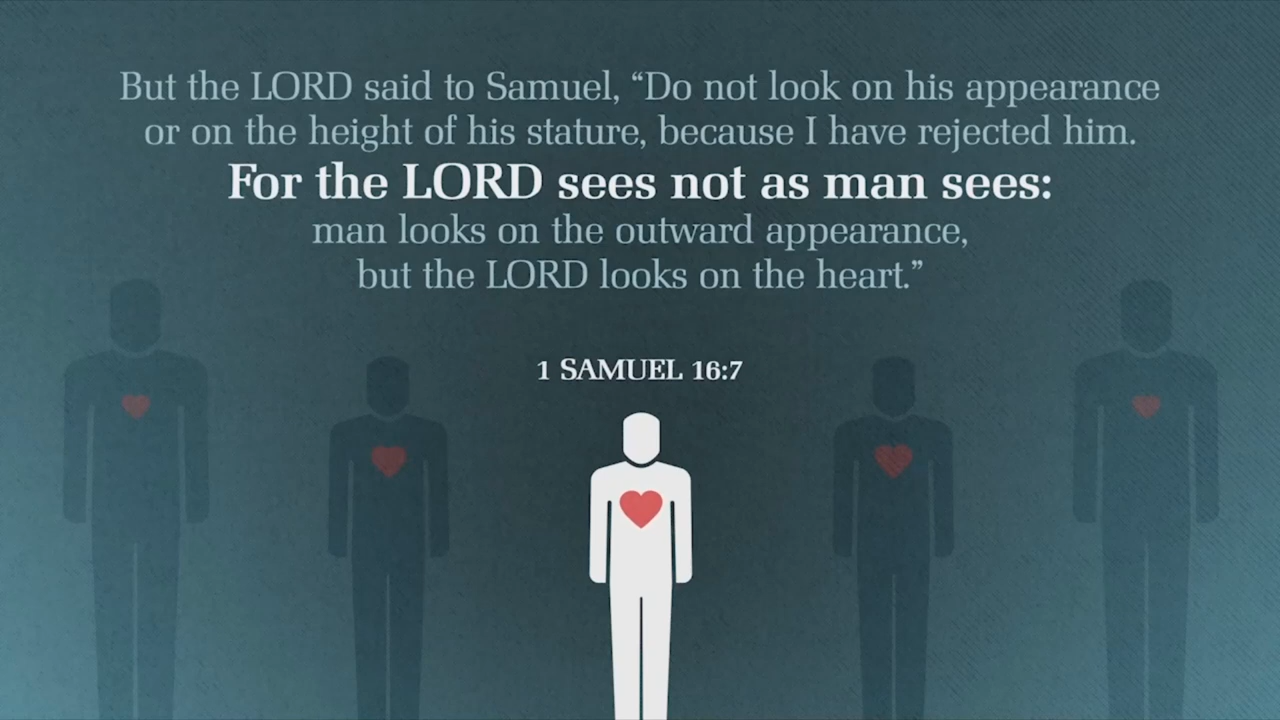 But the LORD said to Samuel, “Do not look on his appearance
or on the height of his stature, because I have rejected him.
For the LORD sees not as man sees:
man looks on the outward appearance,
but the LORD looks on the heart.”
1 SAMUEL 16:7